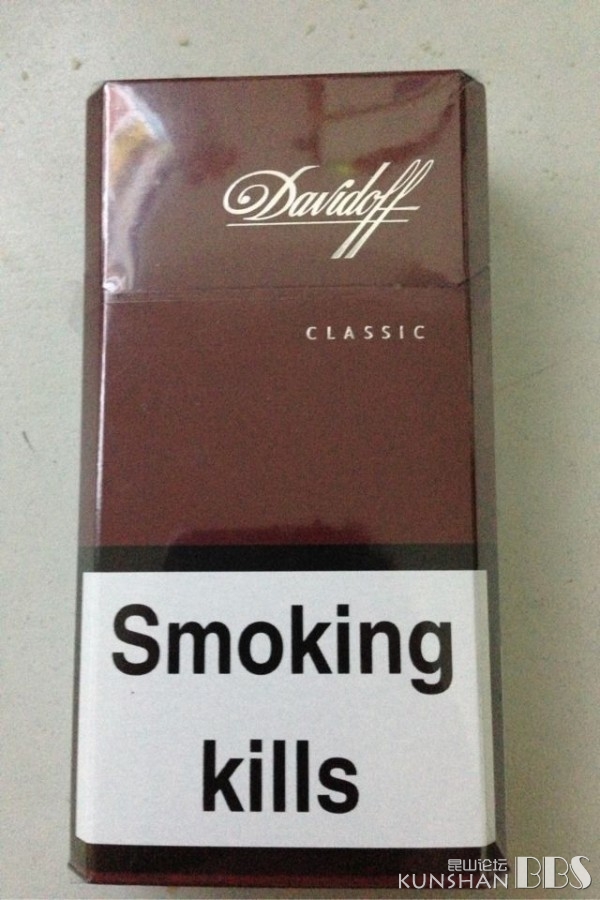 Davidoff
CLASSIC
Smoking
kills
昆山论坛
KUNSHAN BBS